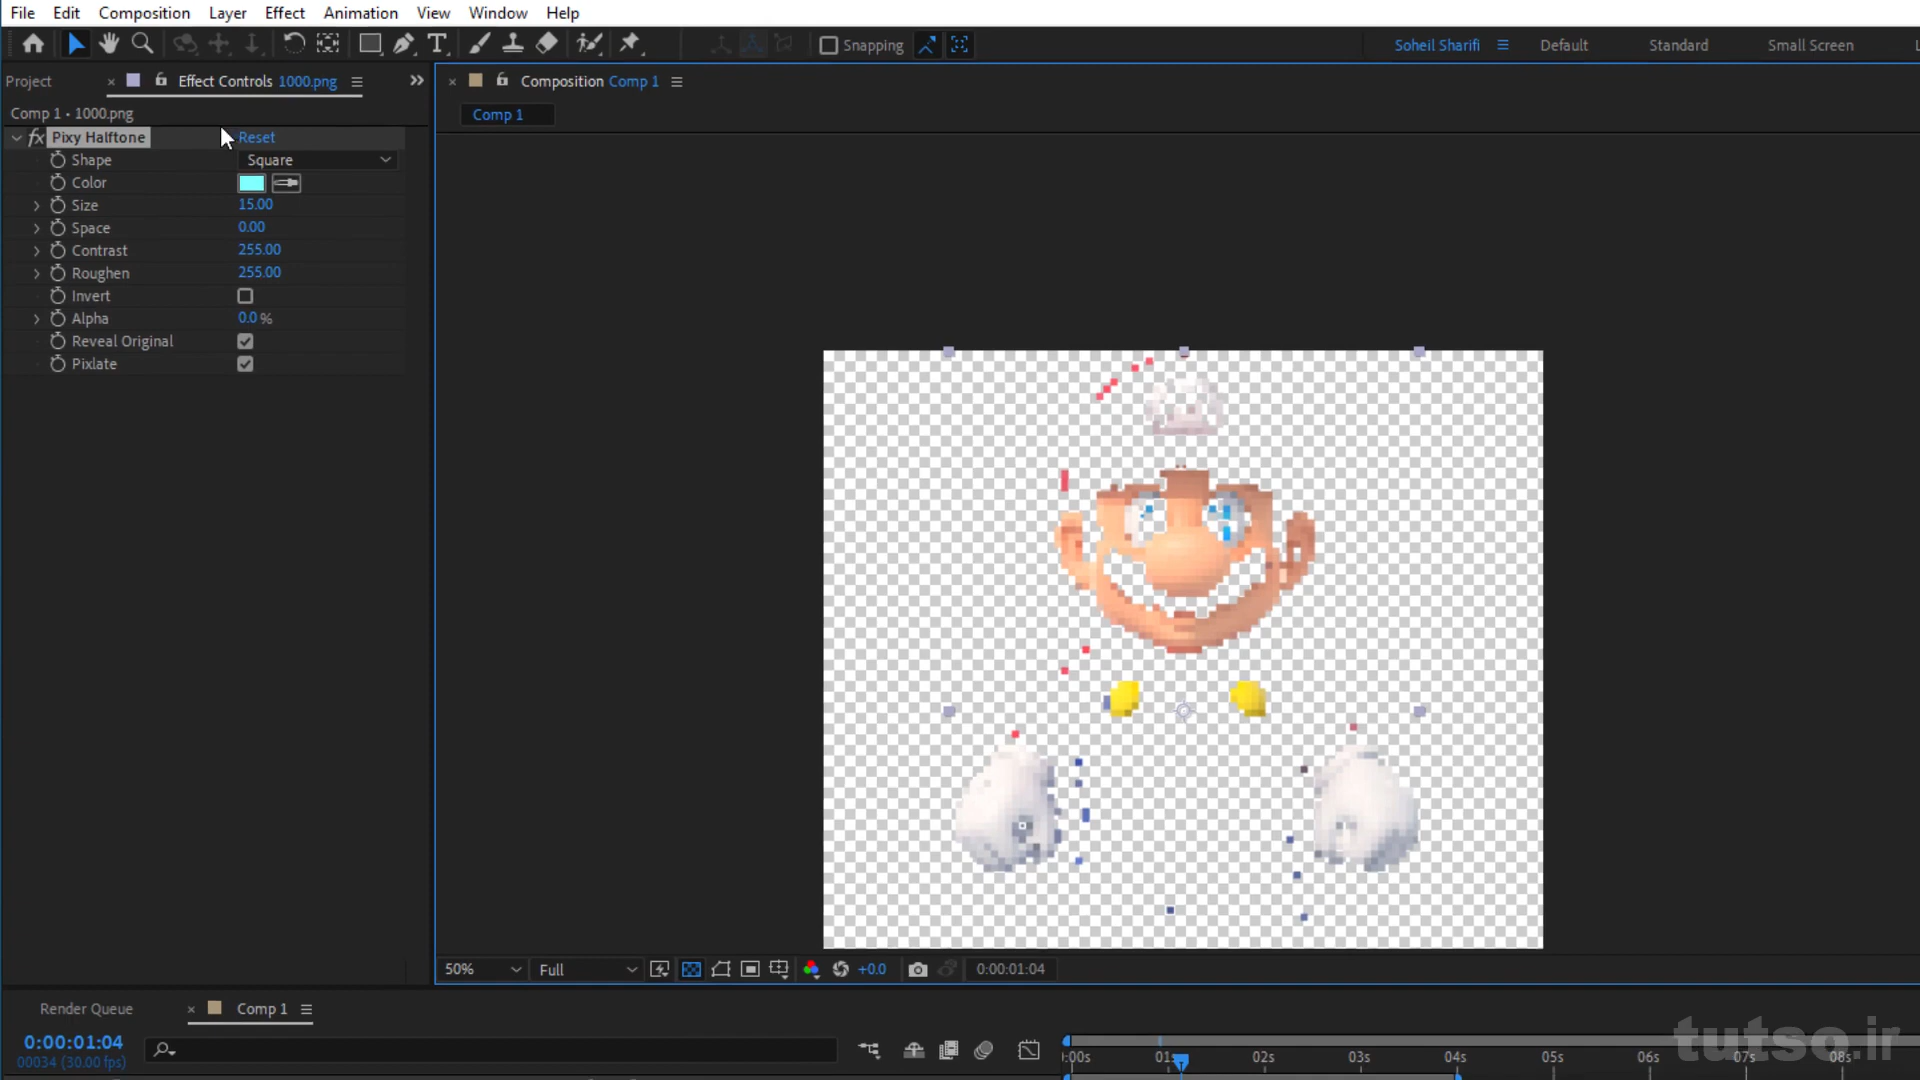 File Edit Composition Layer Effect Animation View Window Help
Snapping Soheil Sharifi Default Standard Small Screen
Project Effect Controls 1000.png
Composition Comp 1
Comp 1 • 1000.png
Comp 1
fx Pixy Halftone Reset
Shape Square
Color
Size 15.00
Space 0.00
Contrast 255.00
Roughen 255.00
Invert
Alpha 0.0 %
Reveal Original
Pixlate
50% Full +0.0 0:00:01:04
Render Queue Comp 1
0:00:01:04
00034 (30.00 fps)
:00s 01s 02s 03s 04s 05s 06s 07s 08s
tutso.ir